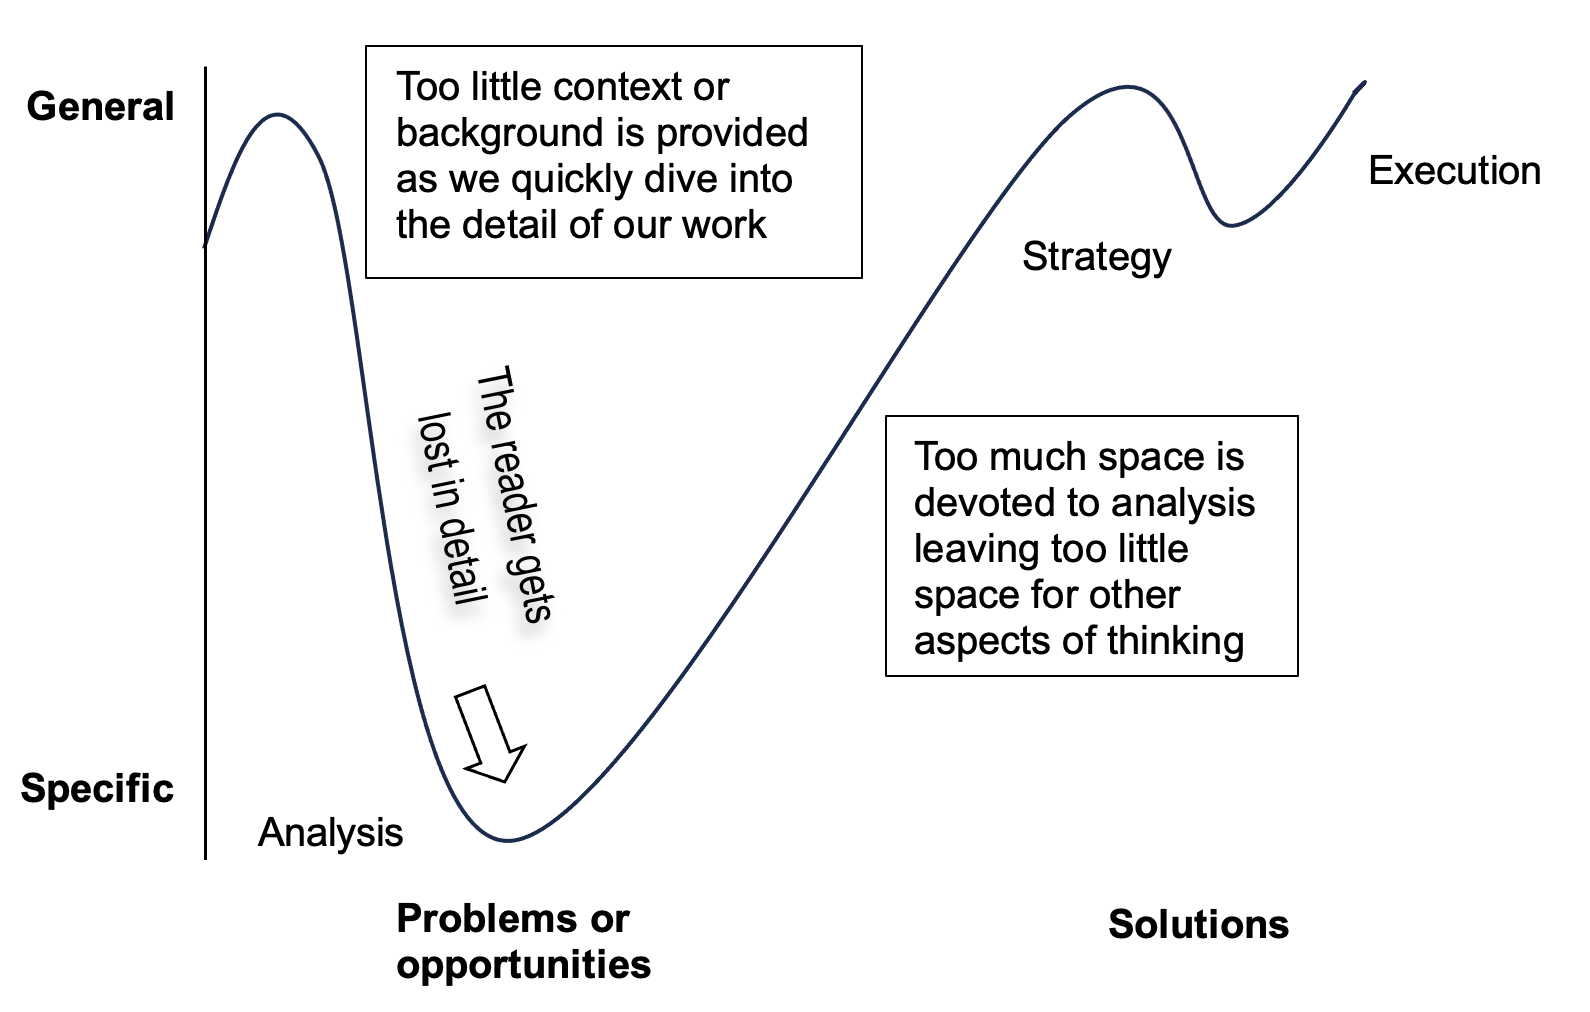 General
Too little context or
background is provided
as we quickly dive into
the detail of our work
Execution
Strategy
The reader gets
lost in detail
Too much space is
devoted to analysis
leaving too little
space for other
aspects of thinking
Specific
Analysis
Problems or
opportunities
Solutions